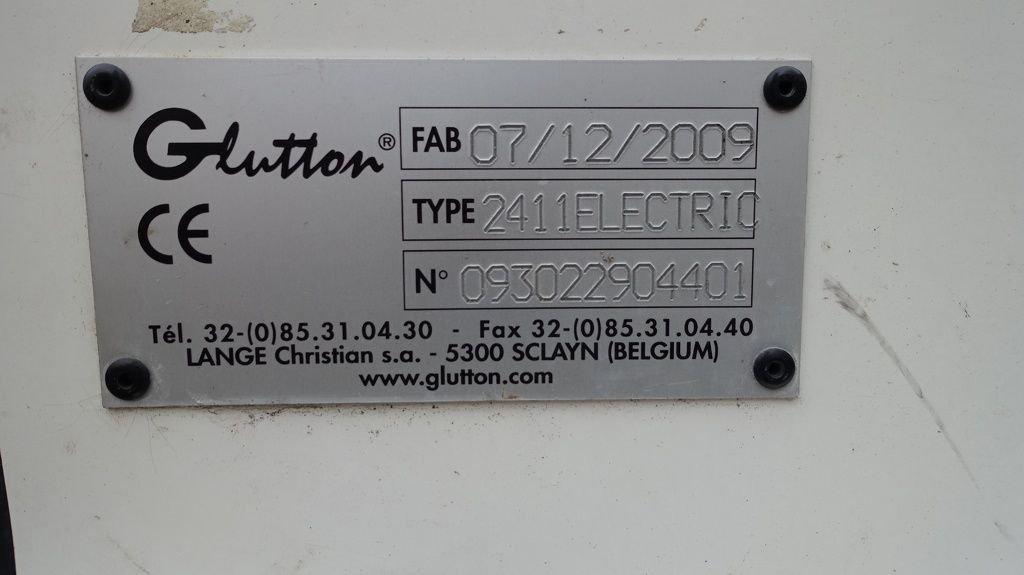 Glutton®
CE
FAB 07/12/2009
TYPE 2411ELECTRIC
N° 093022904401
Tél. 32-(0)85.31.04.30 - Fax 32-(0)85.31.04.40
LANGE Christian s.a. - 5300 SCLAYN (BELGIUM)
www.glutton.com